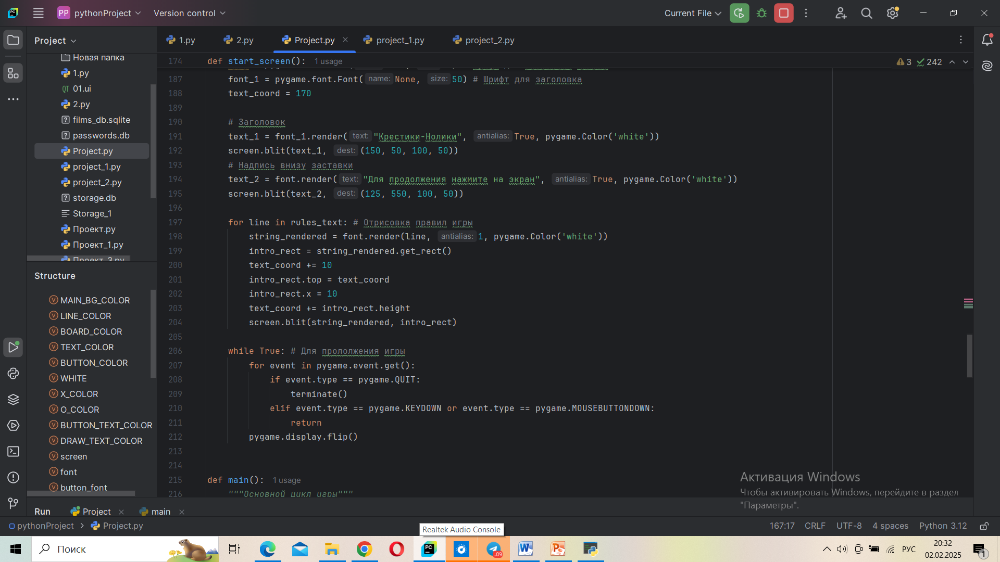 PP pythonProject Version control Current File
Project 1.py 2.py Project.py project_1.py project_2.py
Новая папка
1.py
01.ui
2.py
films_db.sqlite
passwords.db
Project.py
project_1.py
project_2.py
storage.db
Storage_1
Проект.py
Проект_1.py
Проект_3.py
Structure
MAIN_BG_COLOR
LINE_COLOR
BOARD_COLOR
TEXT_COLOR
BUTTON_COLOR
WHITE
X_COLOR
O_COLOR
BUTTON_TEXT_COLOR
DRAW_TEXT_COLOR
screen
font
button_font
174 def start_screen(): 1 usage 3 242
187 font_1 = pygame.font.Font( name: None, size: 50) # Шрифт для заголовка
188 text_coord = 170
189
190 # Заголовок
191 text_1 = font_1.render( text: "Крестики-Нолики", antialias: True, pygame.Color('white'))
192 screen.blit(text_1, dest: (150, 50, 100, 50))
193 # Надпись внизу заставки
194 text_2 = font.render( text: "Для продолжения нажмите на экран", antialias: True, pygame.Color('white'))
195 screen.blit(text_2, dest: (125, 550, 100, 50))
196
197 for line in rules_text: # Отрисовка правил игры
198 string_rendered = font.render(line, antialias: 1, pygame.Color('white'))
199 intro_rect = string_rendered.get_rect()
200 text_coord += 10
201 intro_rect.top = text_coord
202 intro_rect.x = 10
203 text_coord += intro_rect.height
204 screen.blit(string_rendered, intro_rect)
205
206 while True: # Для прололжения игры
207 for event in pygame.event.get():
208 if event.type == pygame.QUIT:
209 terminate()
210 elif event.type == pygame.KEYDOWN or event.type == pygame.MOUSEBUTTONDOWN:
211 return
212 pygame.display.flip()
213
214
215 def main(): 1 usage
216 """Основной цикл игры"""
Активация Windows
Чтобы активировать Windows, перейдите в раздел
"Параметры".
Run Project main
pythonProject Project.py 167:17 CRLF UTF-8 4 spaces Python 3.12
Realtek Audio Console
Поиск РУС 20:32
02.02.2025 1